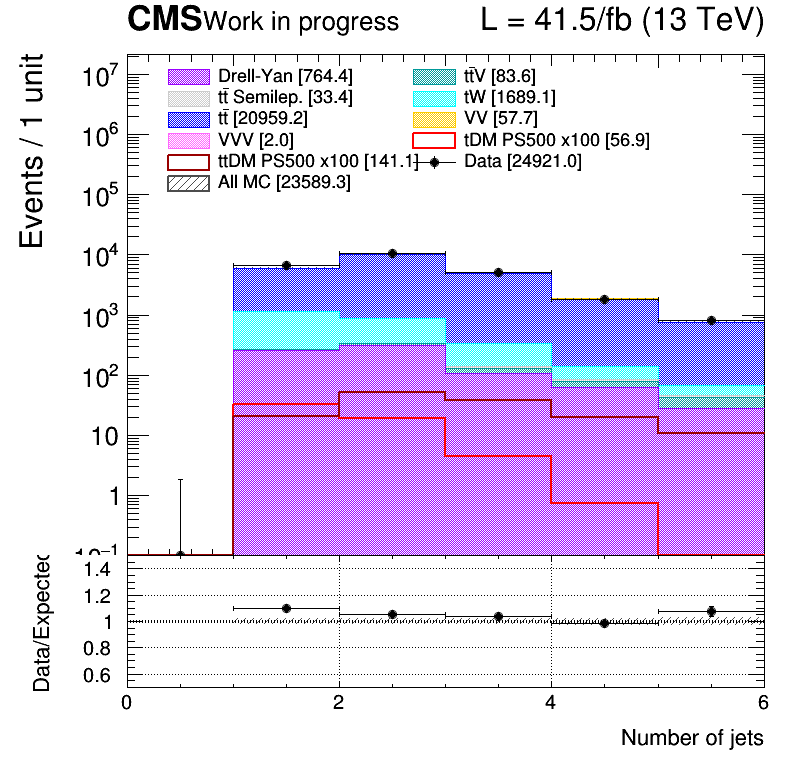 CMS Work in progress L = 41.5/fb (13 TeV)
Events / 1 unit
Drell-Yan [764.4] tt̄V [83.6]
tt̄ Semilep. [33.4] tW [1689.1]
tt̄ [20959.2] VV [57.7]
VVV [2.0] tDM PS500 x100 [56.9]
ttDM PS500 x100 [141.1] Data [24921.0]
All MC [23589.3]
10⁷
10⁶
10⁵
10⁴
10³
10²
10
1
10⁻¹
Data/Expected
1.4
1.2
1
0.8
0.6
0 2 4 6
Number of jets